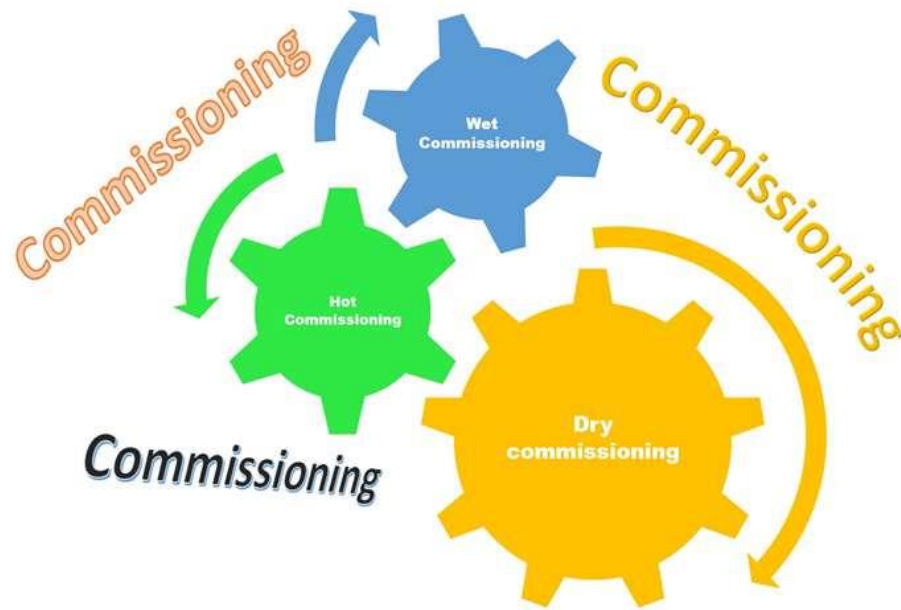 Commissioning
Commissioning
Wet
Commissioning
Hot
Commissioning
Dry
commissioning
Commissioning